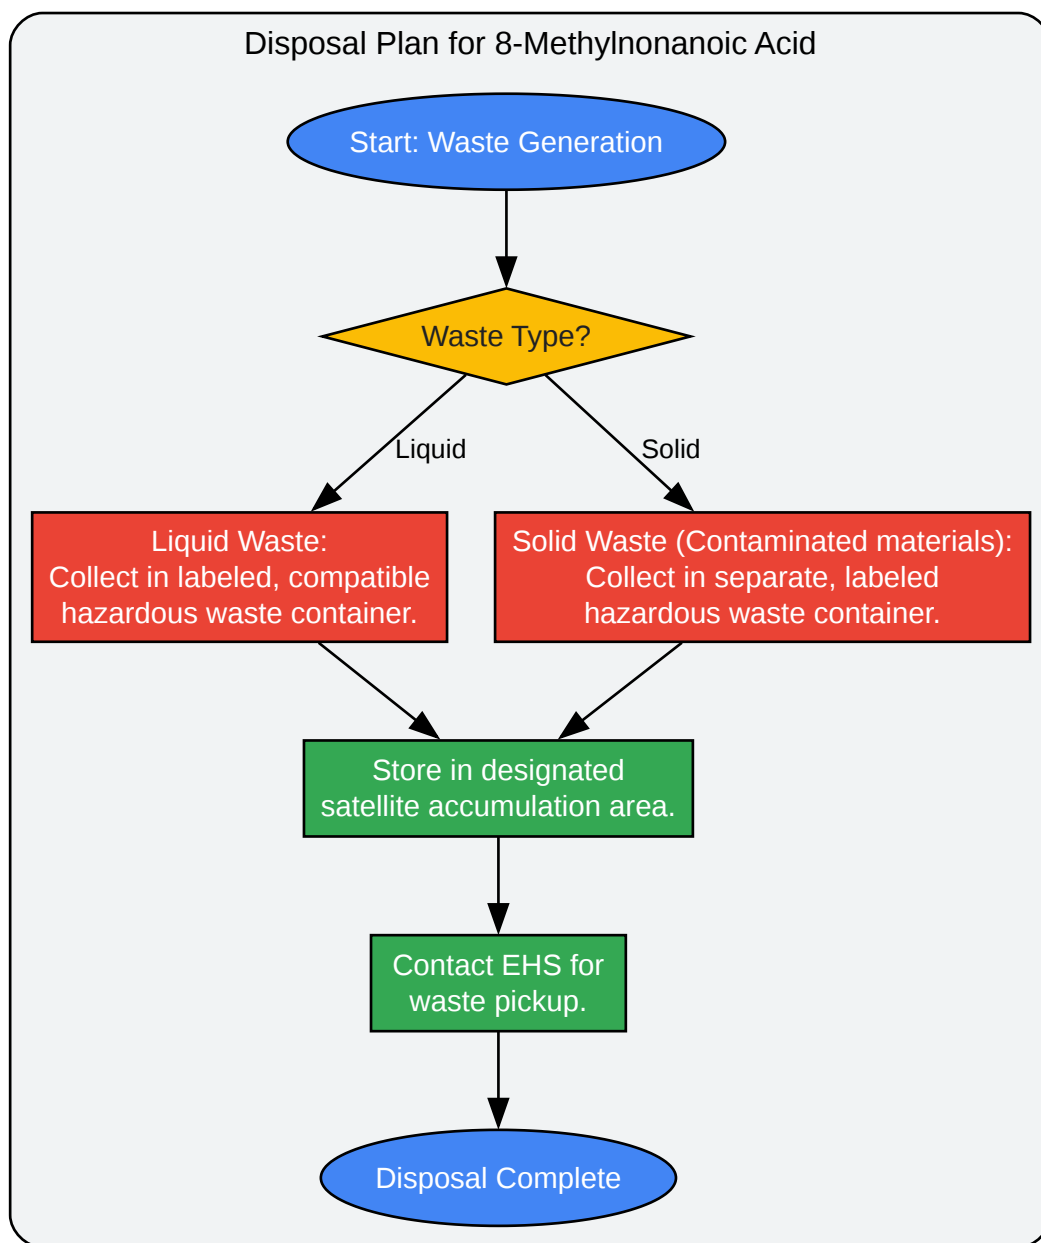 Disposal Plan for 8-Methylnonanoic Acid
Start: Waste Generation
Waste Type?
Liquid
Solid
Liquid Waste:
Collect in labeled, compatible
hazardous waste container.
Solid Waste (Contaminated materials):
Collect in separate, labeled
hazardous waste container.
Store in designated
satellite accumulation area.
Contact EHS for
waste pickup.
Disposal Complete